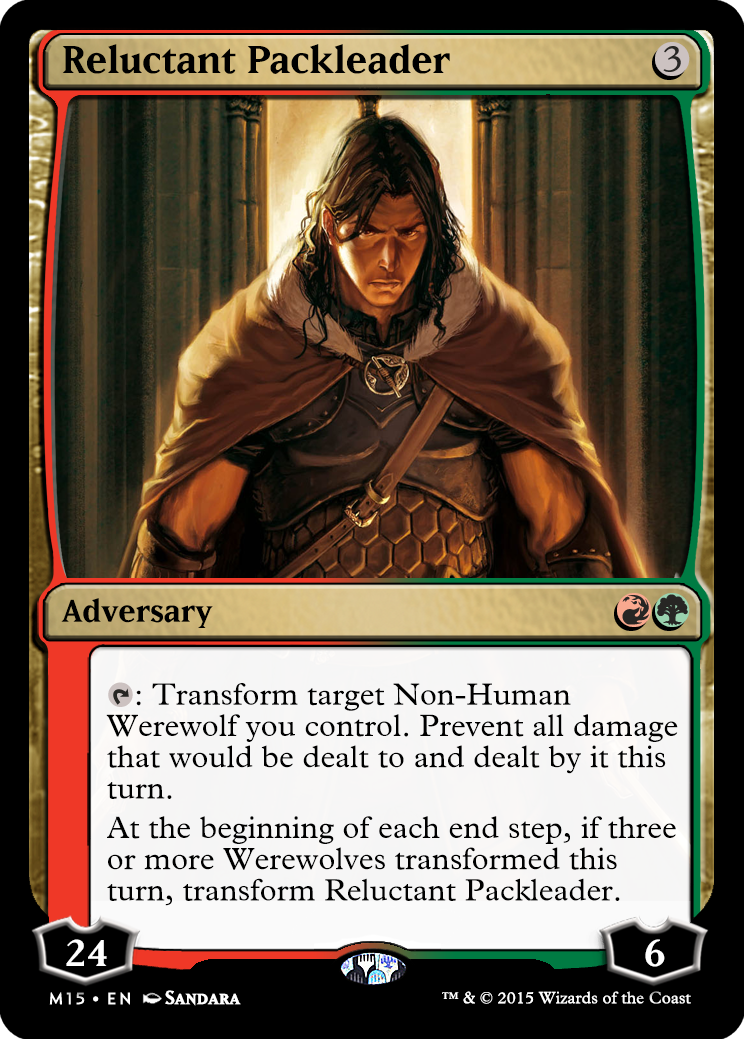 Reluctant Packleader 3
Adversary
: Transform target Non-Human
Werewolf you control. Prevent all damage
that would be dealt to and dealt by it this
turn.
At the beginning of each end step, if three
or more Werewolves transformed this
turn, transform Reluctant Packleader.
24
6
M15 • EN SANDARA
™ & © 2015 Wizards of the Coast